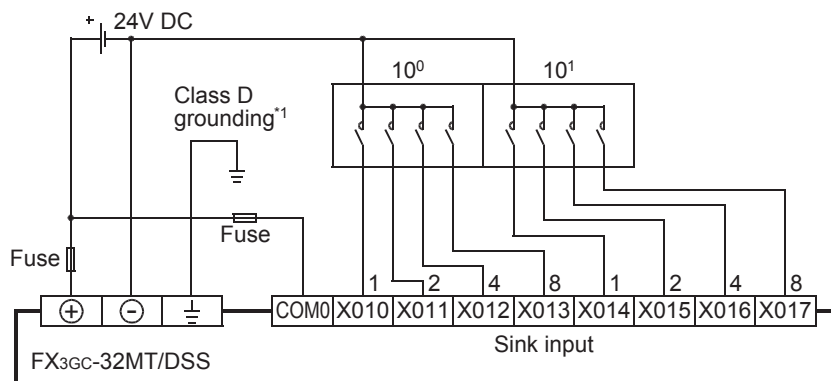 + 24V DC
10⁰ 10¹
Class D
grounding*1
Fuse
Fuse
1 2 4 8 1 2 4 8
+ - COM0 X010 X011 X012 X013 X014 X015 X016 X017
Sink input
FX3GC-32MT/DSS